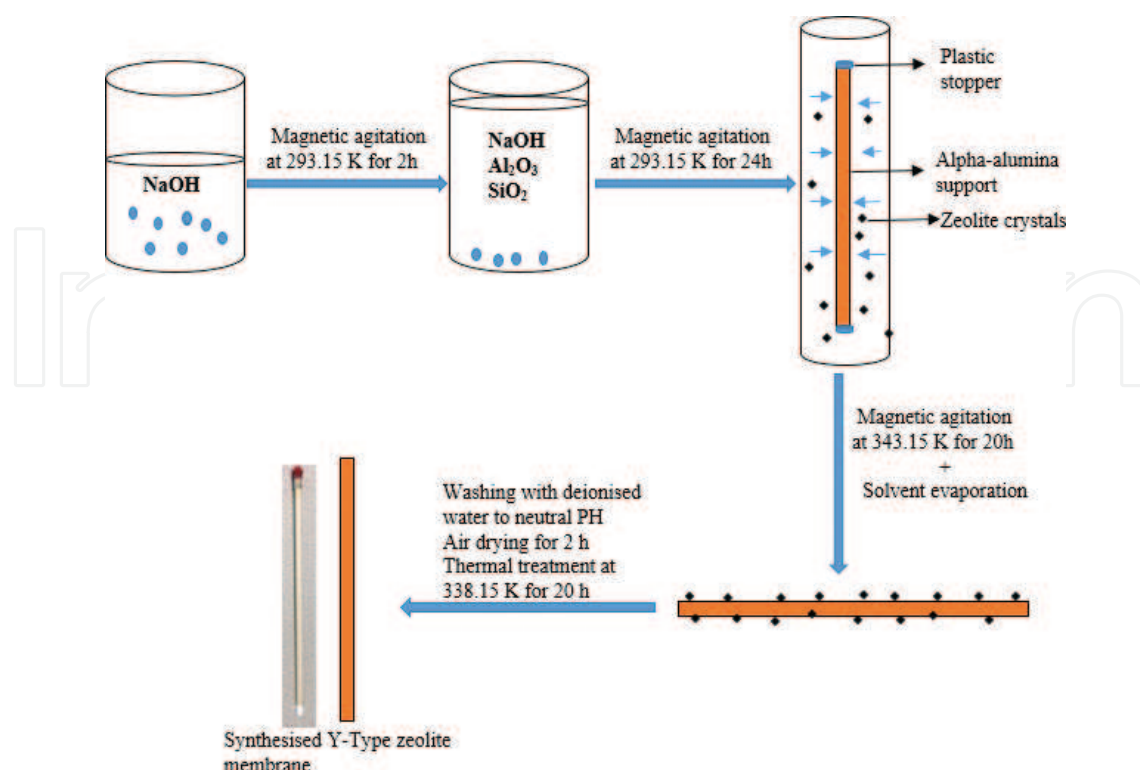 Plastic
stopper
Magnetic agitation
at 293.15 K for 2h
NaOH
NaOH
Al₂O₃
SiO₂
Magnetic agitation
at 293.15 K for 24h
Alpha-alumina
support
Zeolite crystals
Magnetic agitation
at 343.15 K for 20h
+
Solvent evaporation
Washing with deionised
water to neutral PH
Air drying for 2 h
Thermal treatment at
338.15 K for 20 h
Synthesised Y-Type zeolite
membrane